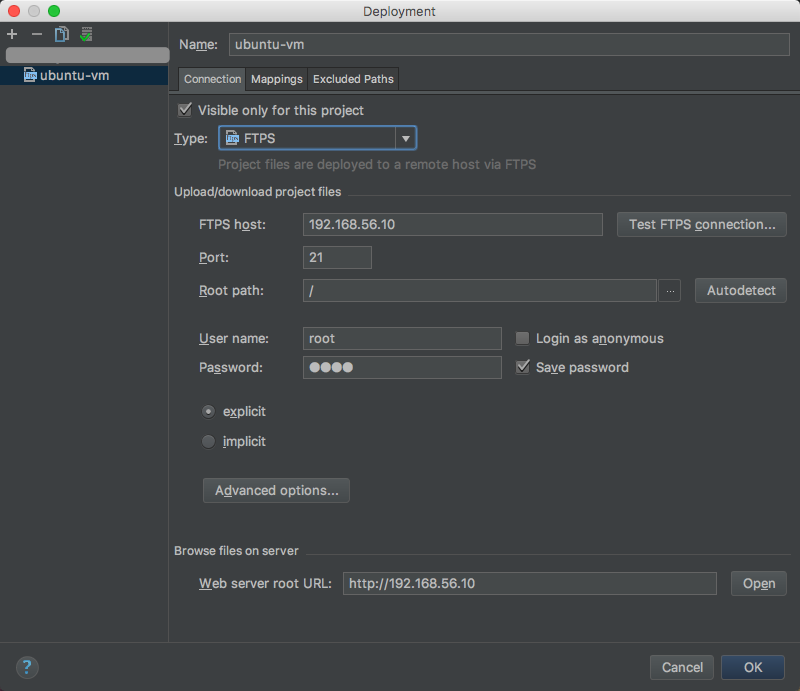 Deployment
Name: ubuntu-vm
ubuntu-vm
Connection Mappings Excluded Paths
Visible only for this project
Type: FTPS
Project files are deployed to a remote host via FTPS
Upload/download project files
FTPS host: 192.168.56.10 Test FTPS connection...
Port: 21
Root path: / ... Autodetect
User name: root Login as anonymous
Password: ●●●● Save password
explicit
implicit
Advanced options...
Browse files on server
Web server root URL: http://192.168.56.10 Open
? Cancel OK